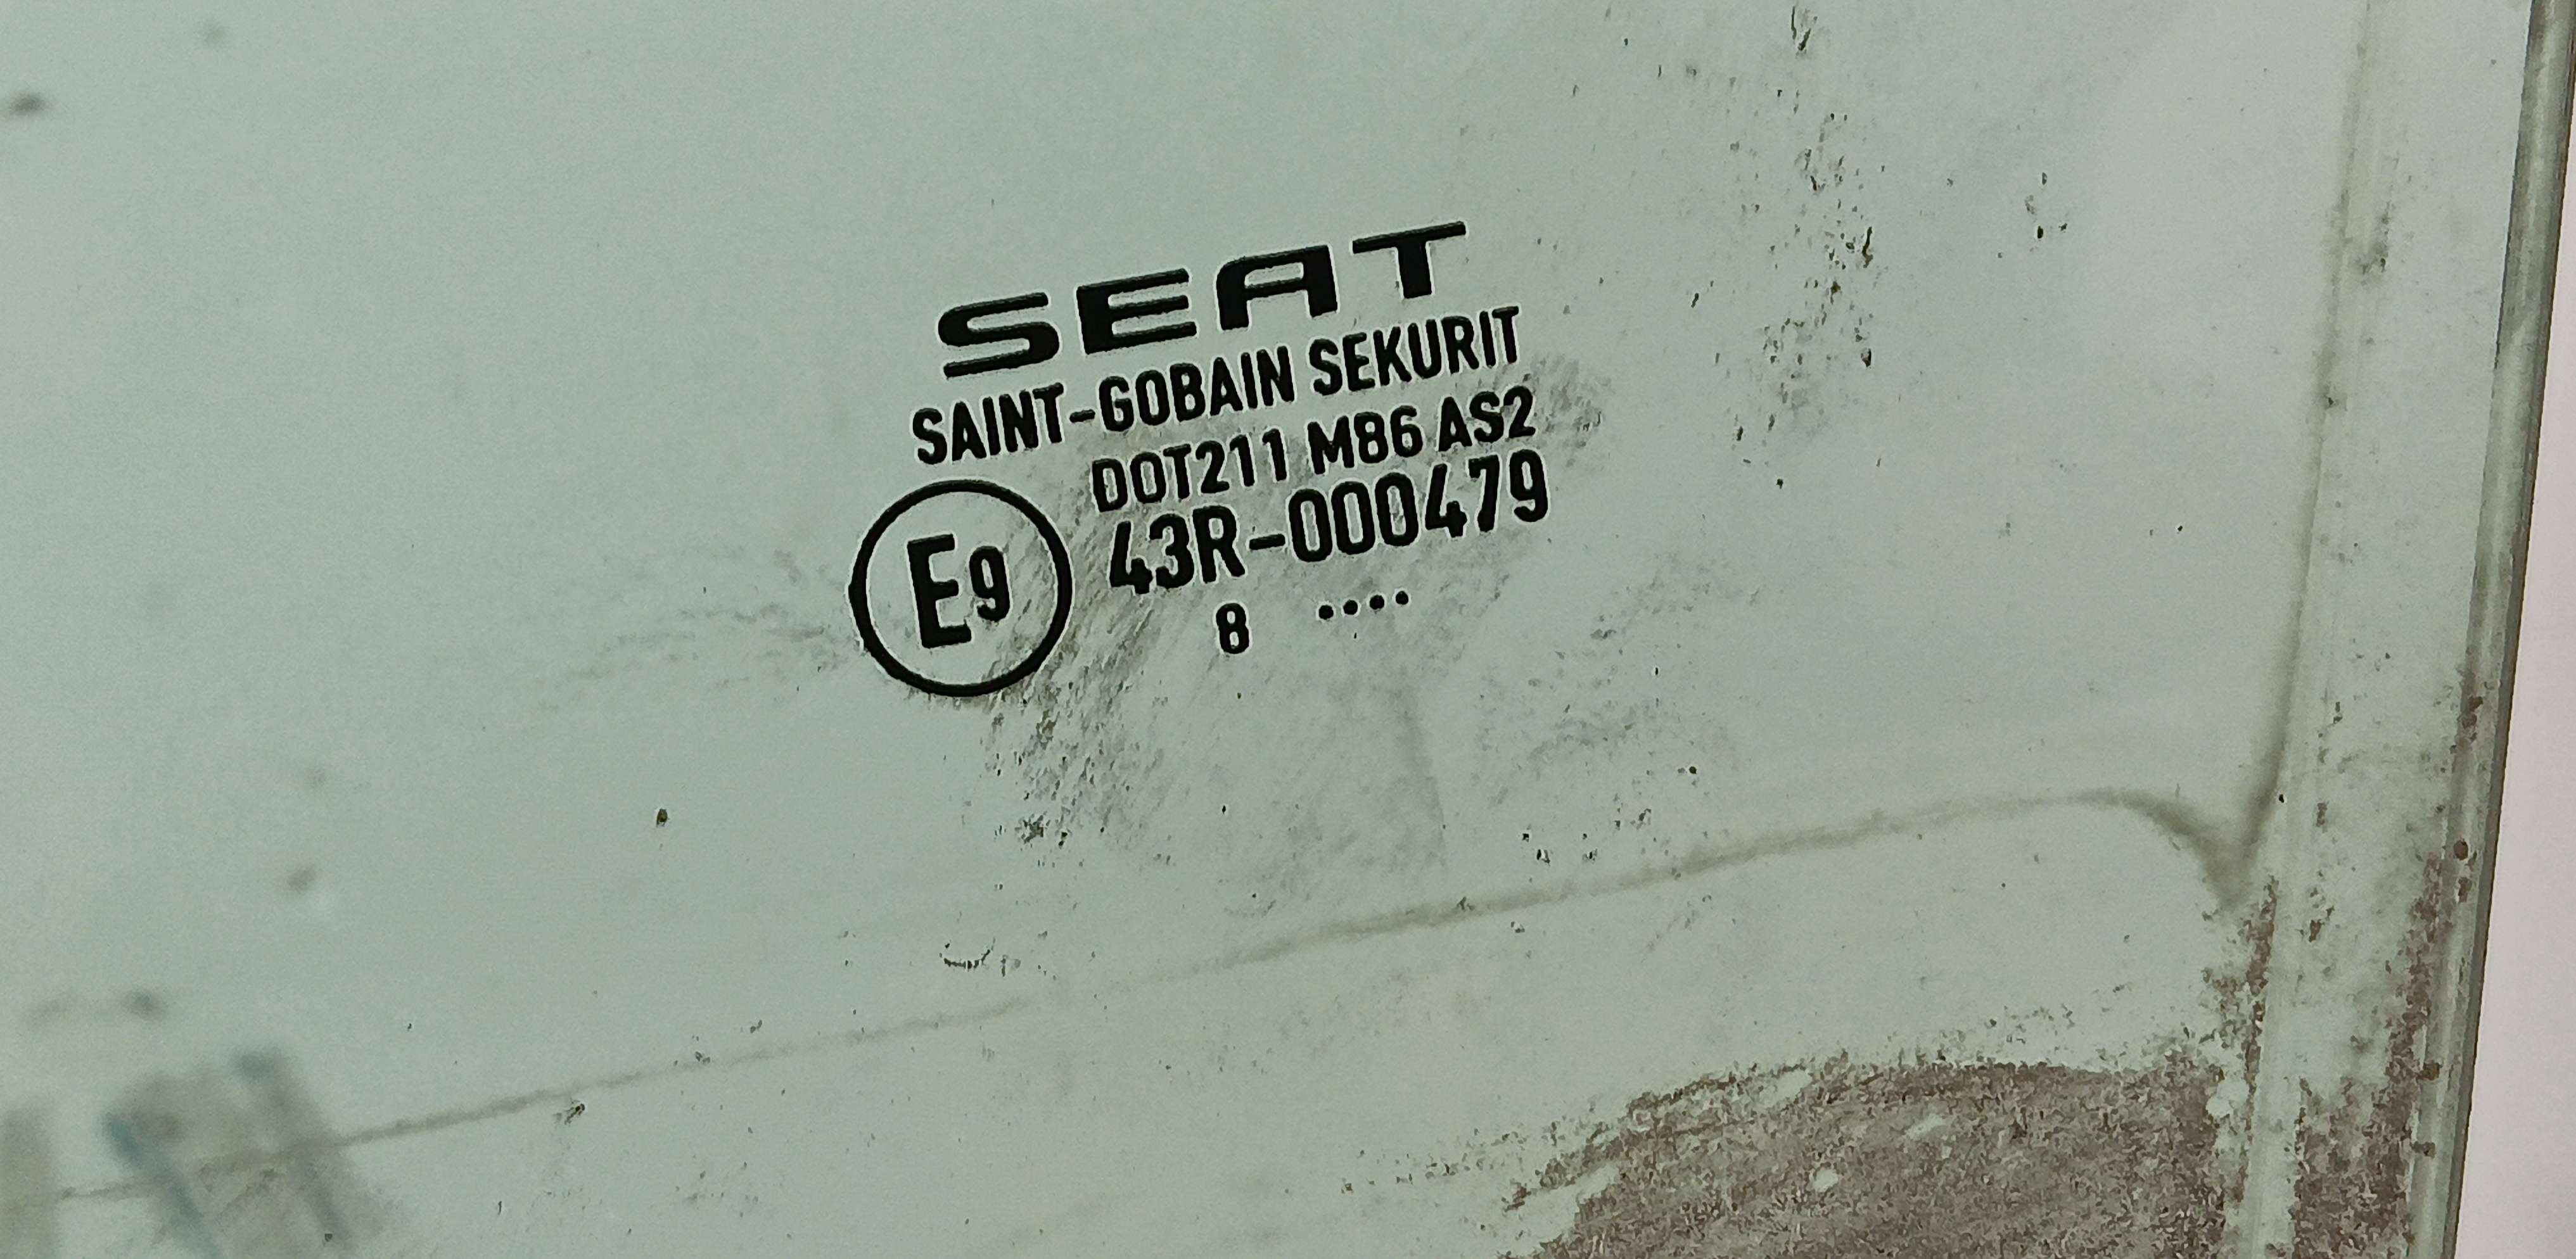 SEAT
SAINT-GOBAIN SEKURIT
DOT211 M86 AS2
E9 43R-000479
8 ····